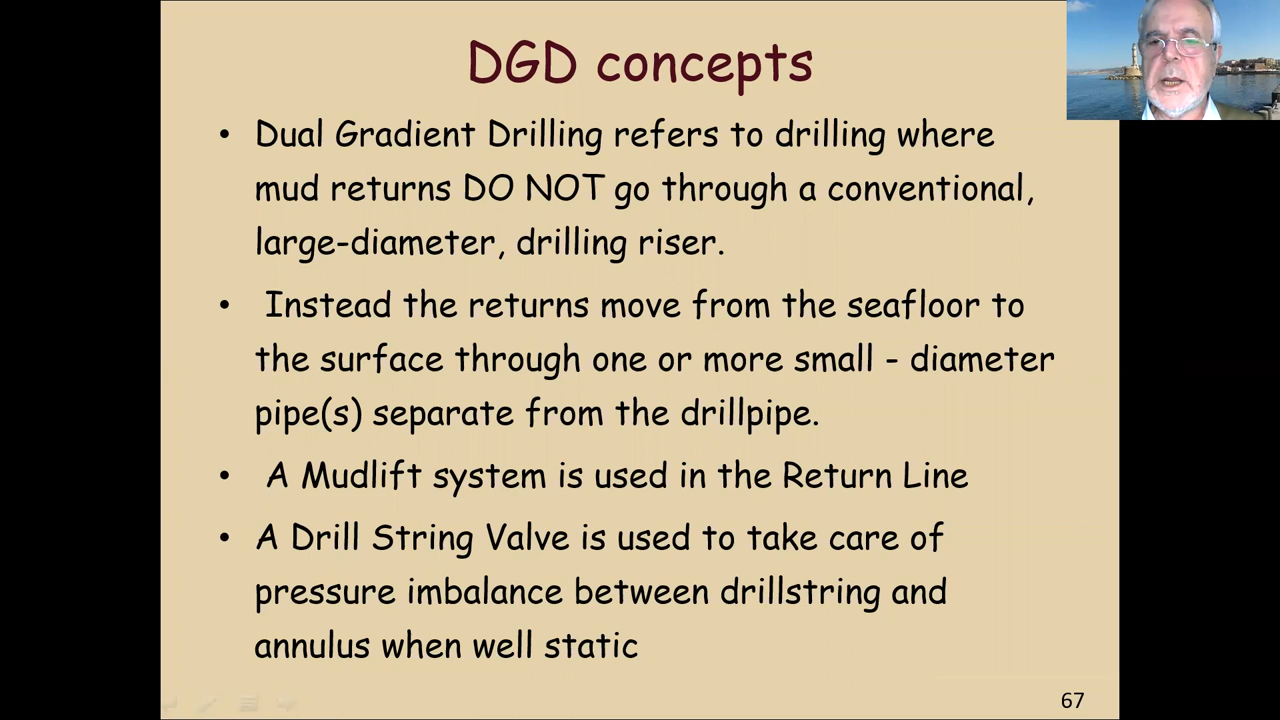 DGD concepts
• Dual Gradient Drilling refers to drilling where
mud returns DO NOT go through a conventional,
large-diameter, drilling riser.
• Instead the returns move from the seafloor to
the surface through one or more small - diameter
pipe(s) separate from the drillpipe.
• A Mudlift system is used in the Return Line
• A Drill String Valve is used to take care of
pressure imbalance between drillstring and
annulus when well static
67